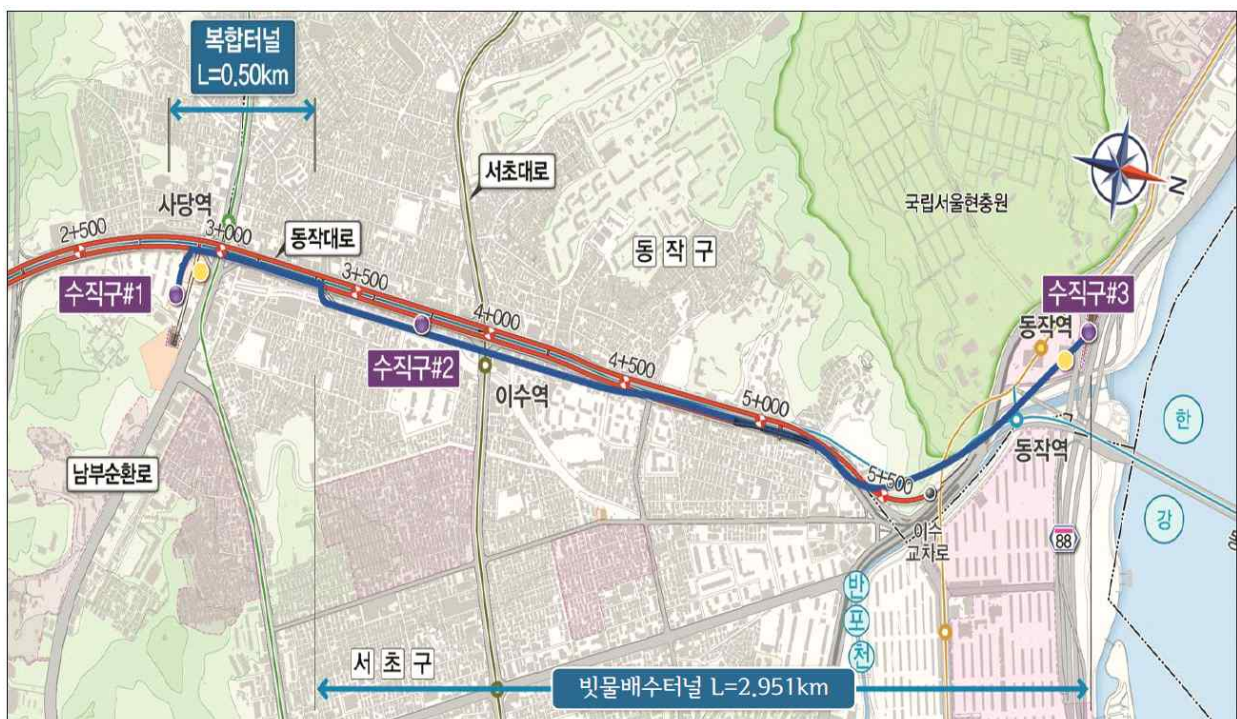 복합터널
L=0.50km
서초대로
N
사당역
국립서울현충원
2+500
3+000
동작대로
동작구
수직구#1
3+500
수직구#3
4+000
동작역
수직구#2
4+500
이수역
5+000
한
동작역
남부순환로
5+500
강
이수
교차로
88
동
반
포
천
서초구
빗물배수터널 L=2.951km